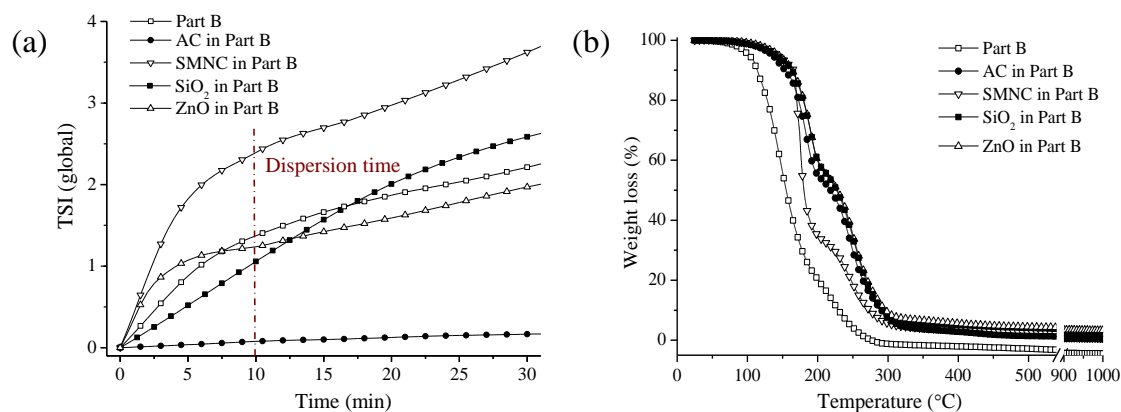 (a)
Part B
AC in Part B
SMNC in Part B
SiO₂ in Part B
ZnO in Part B
Dispersion time
TSI (global)
4
3
2
1
0
0 5 10 15 20 25 30
Time (min)
(b)
Part B
AC in Part B
SMNC in Part B
SiO₂ in Part B
ZnO in Part B
Weight loss (%)
100
80
60
40
20
0
0 100 200 300 400 500 900 1000
Temperature (°C)